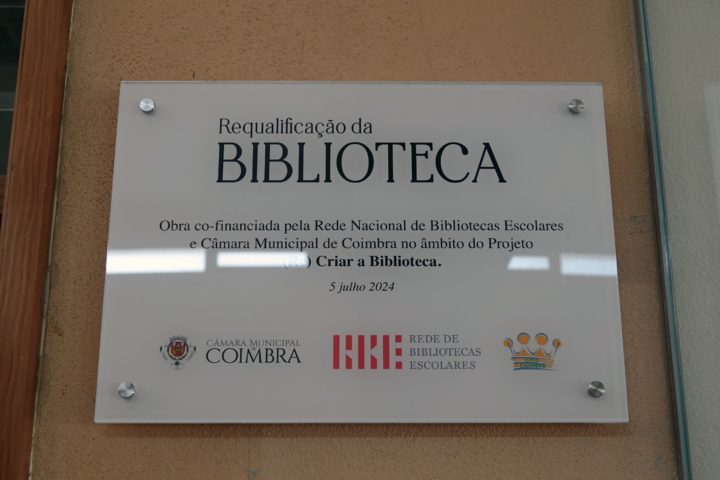 Requalificação da
BIBLIOTECA
Obra co-financiada pela Rede Nacional de Bibliotecas Escolares
e Câmara Municipal de Coimbra no âmbito do Projeto
Criar a Biblioteca.
5 julho 2024
CÂMARA MUNICIPAL
DE
COIMBRA
REDE DE
BIBLIOTECAS
ESCOLARES